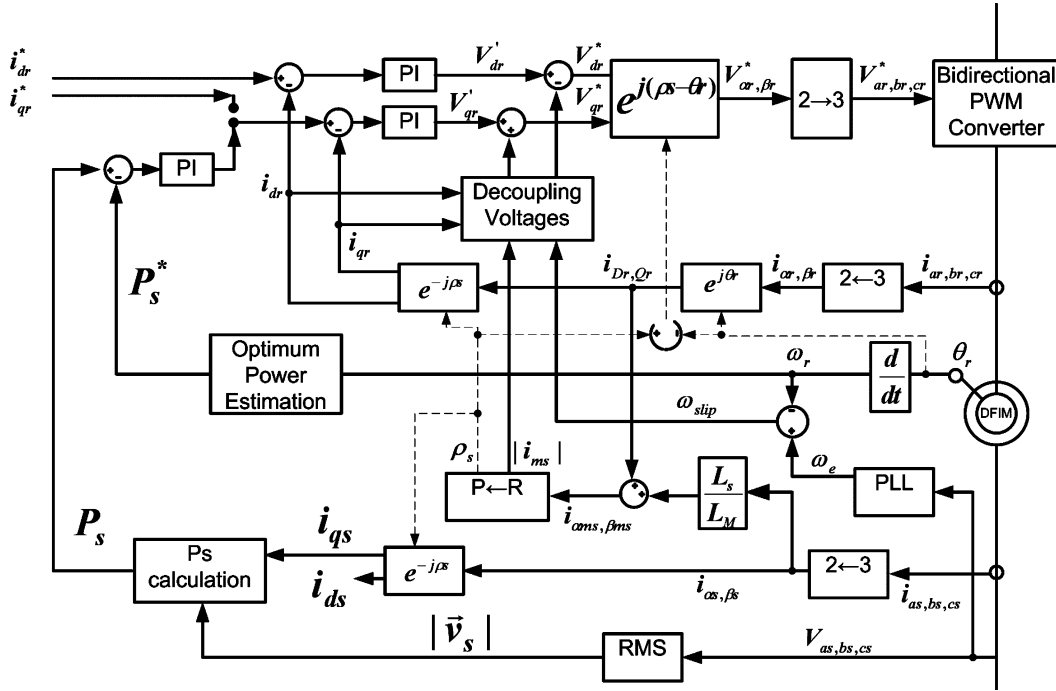 i*dr
i*qr
+ -
PI
V'dr
+ -
V*dr
e^j(ρs-θr)
V*αr,βr
2→3
V*ar,br,cr
Bidirectional
PWM
Converter
+ -
PI
V'qr
+ +
V*qr
+ -
PI
idr
iqr
Decoupling
Voltages
P*s
e^-jρs
iDr,Qr
e^jθr
iαr,βr
2←3
iar,br,cr
+ -
Optimum
Power
Estimation
ωr
d
dt
θr
DFIM
ωslip
- +
ρs
|ims|
ωe
PLL
P←R
iαms,βms
+ +
Ls
LM
Ps
Ps
calculation
iqs
ids
e^-jρs
iαs,βs
2←3
ias,bs,cs
|v⃗s|
RMS
Vas,bs,cs